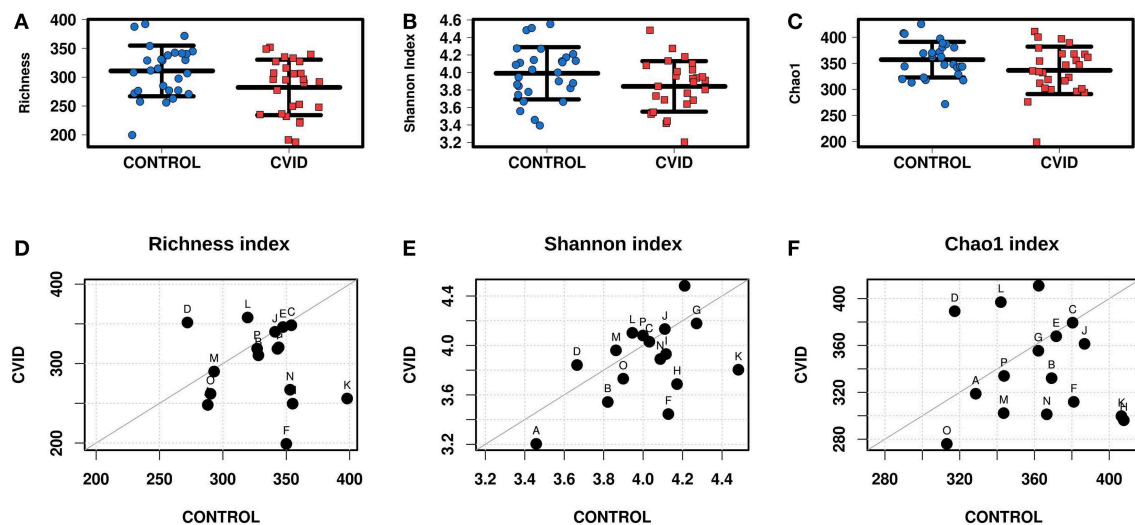 A
Richness
400
350
300
250
200
CONTROL CVID
B
Shannon Index
4.6
4.4
4.2
4.0
3.8
3.6
3.4
3.2
CONTROL CVID
C
Chao1
400
350
300
250
200
CONTROL CVID
D
Richness index
CVID
400
300
200
D
L
E
C
J
P
B
M
O
N
K
F
200 250 300 350 400
CONTROL
E
Shannon index
CVID
4.4
4.0
3.6
3.2
G
J
L
P
C
I
N
M
D
K
O
H
B
F
A
3.2 3.4 3.6 3.8 4.0 4.2 4.4
CONTROL
F
Chao1 index
CVID
400
360
320
280
L
D
C
E
J
G
P
B
A
F
M
N
K
H
O
280 320 360 400
CONTROL